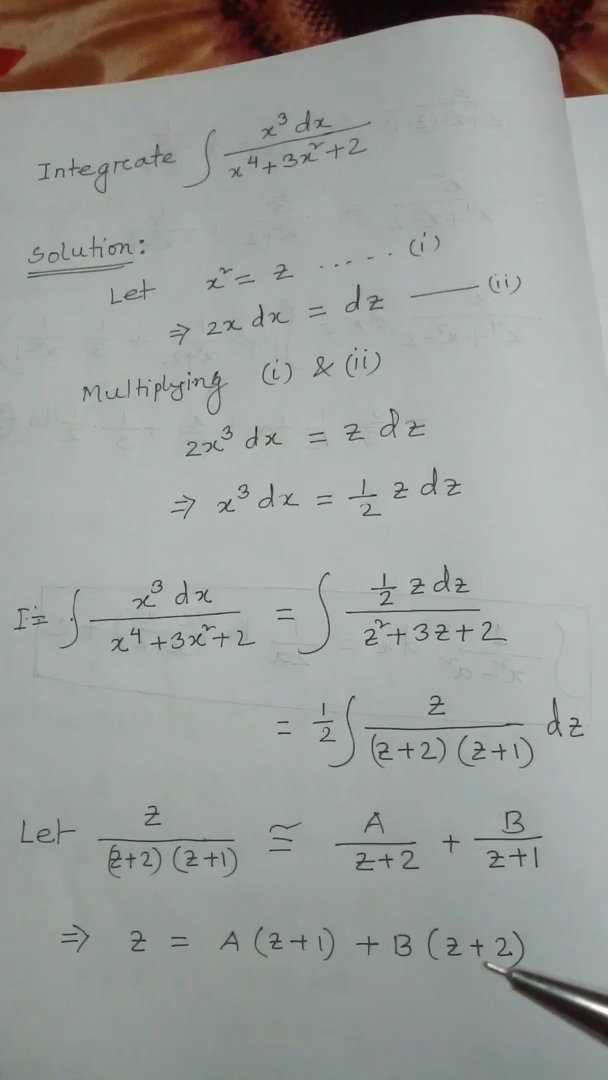 Integrcate ∫ x³ dx / x⁴+3x²+2
Solution:
Let x² = z ..... (i)
⇒ 2x dx = dz —— (ii)
Multiplying (i) & (ii)
2x³ dx = z dz
⇒ x³ dx = 1/2 z dz
I = ∫ x³ dx / x⁴+3x²+2 = ∫ 1/2 z dz / z²+3z+2
= 1/2 ∫ z / (z+2)(z+1) dz
Let z / (z+2)(z+1) ≅ A / z+2 + B / z+1
⇒ z = A(z+1) + B(z+2)